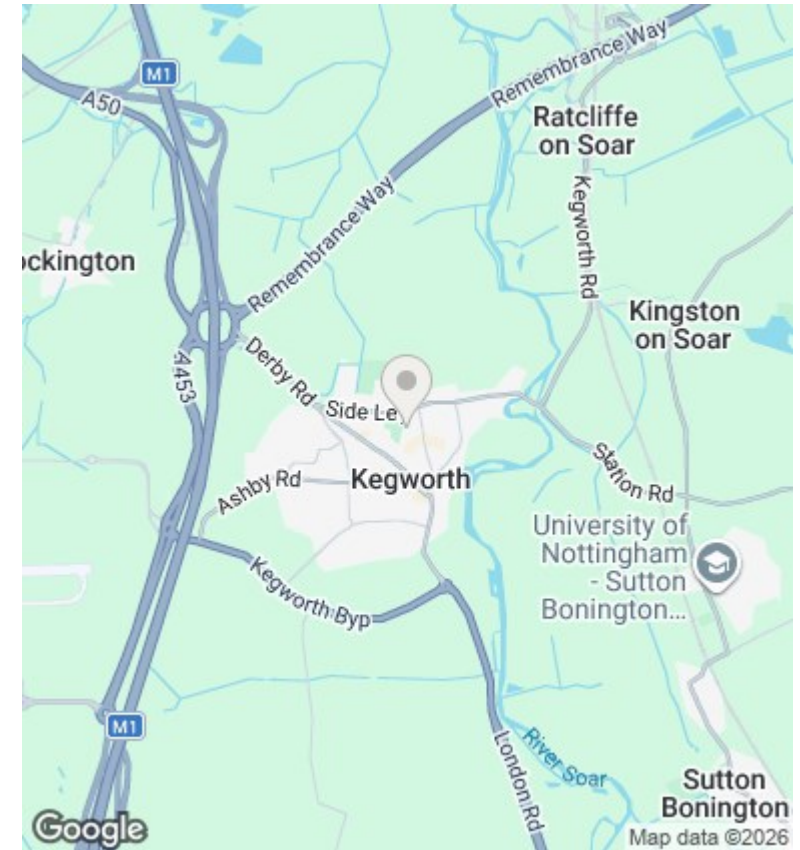 M1
A50
Remembrance Way
Ratcliffe
on Soar
Kegworth Rd
ockington
Remembrance Way
Kingston
on Soar
A453
Derby Rd
Side Le
Station Rd
Ashby Rd
Kegworth
University of
Nottingham
- Sutton
Bonington...
Kegworth Byp
M1
London Rd
River Soar
Sutton
Bonington
Google
Map data ©2026